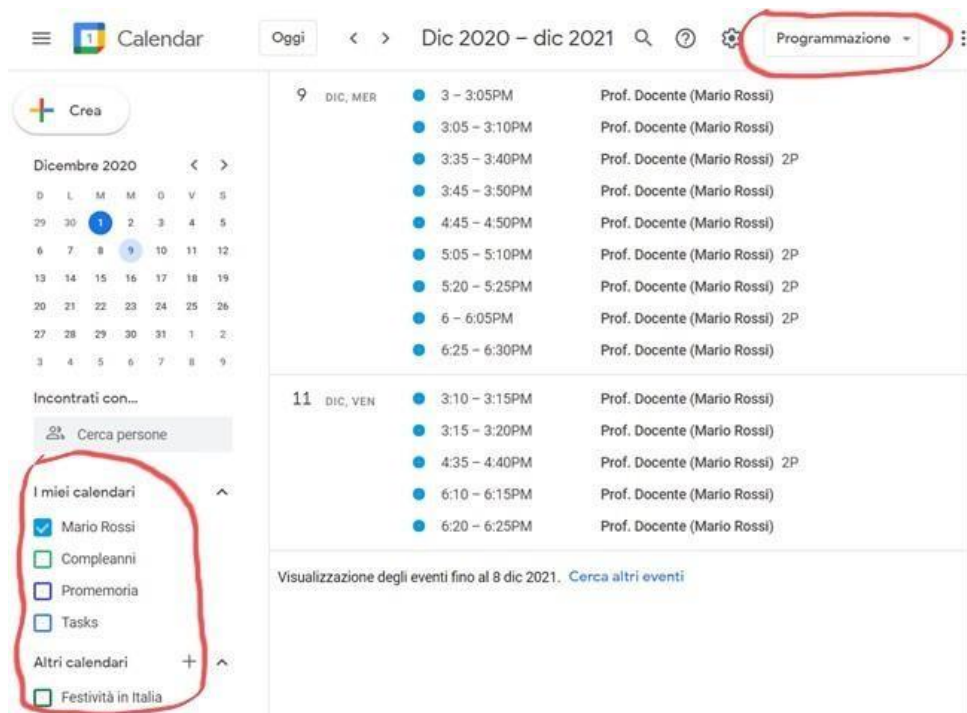 1 Calendar Oggi < > Dic 2020 – dic 2021 Programmazione
Crea
Dicembre 2020 < >
D L M M G V S
29 30 1 2 3 4 5
6 7 8 9 10 11 12
13 14 15 16 17 18 19
20 21 22 23 24 25 26
27 28 29 30 31 1 2
3 4 5 6 7 8 9
Incontrati con...
Cerca persone
I miei calendari
Mario Rossi
Compleanni
Promemoria
Tasks
Altri calendari +
Festività in Italia
9 DIC, MER 3 – 3:05PM Prof. Docente (Mario Rossi)
3:05 – 3:10PM Prof. Docente (Mario Rossi)
3:35 – 3:40PM Prof. Docente (Mario Rossi) 2P
3:45 – 3:50PM Prof. Docente (Mario Rossi)
4:45 – 4:50PM Prof. Docente (Mario Rossi)
5:05 – 5:10PM Prof. Docente (Mario Rossi) 2P
5:20 – 5:25PM Prof. Docente (Mario Rossi) 2P
6 – 6:05PM Prof. Docente (Mario Rossi) 2P
6:25 – 6:30PM Prof. Docente (Mario Rossi)
11 DIC, VEN 3:10 – 3:15PM Prof. Docente (Mario Rossi)
3:15 – 3:20PM Prof. Docente (Mario Rossi)
4:35 – 4:40PM Prof. Docente (Mario Rossi) 2P
6:10 – 6:15PM Prof. Docente (Mario Rossi)
6:20 – 6:25PM Prof. Docente (Mario Rossi)
Visualizzazione degli eventi fino al 8 dic 2021. Cerca altri eventi